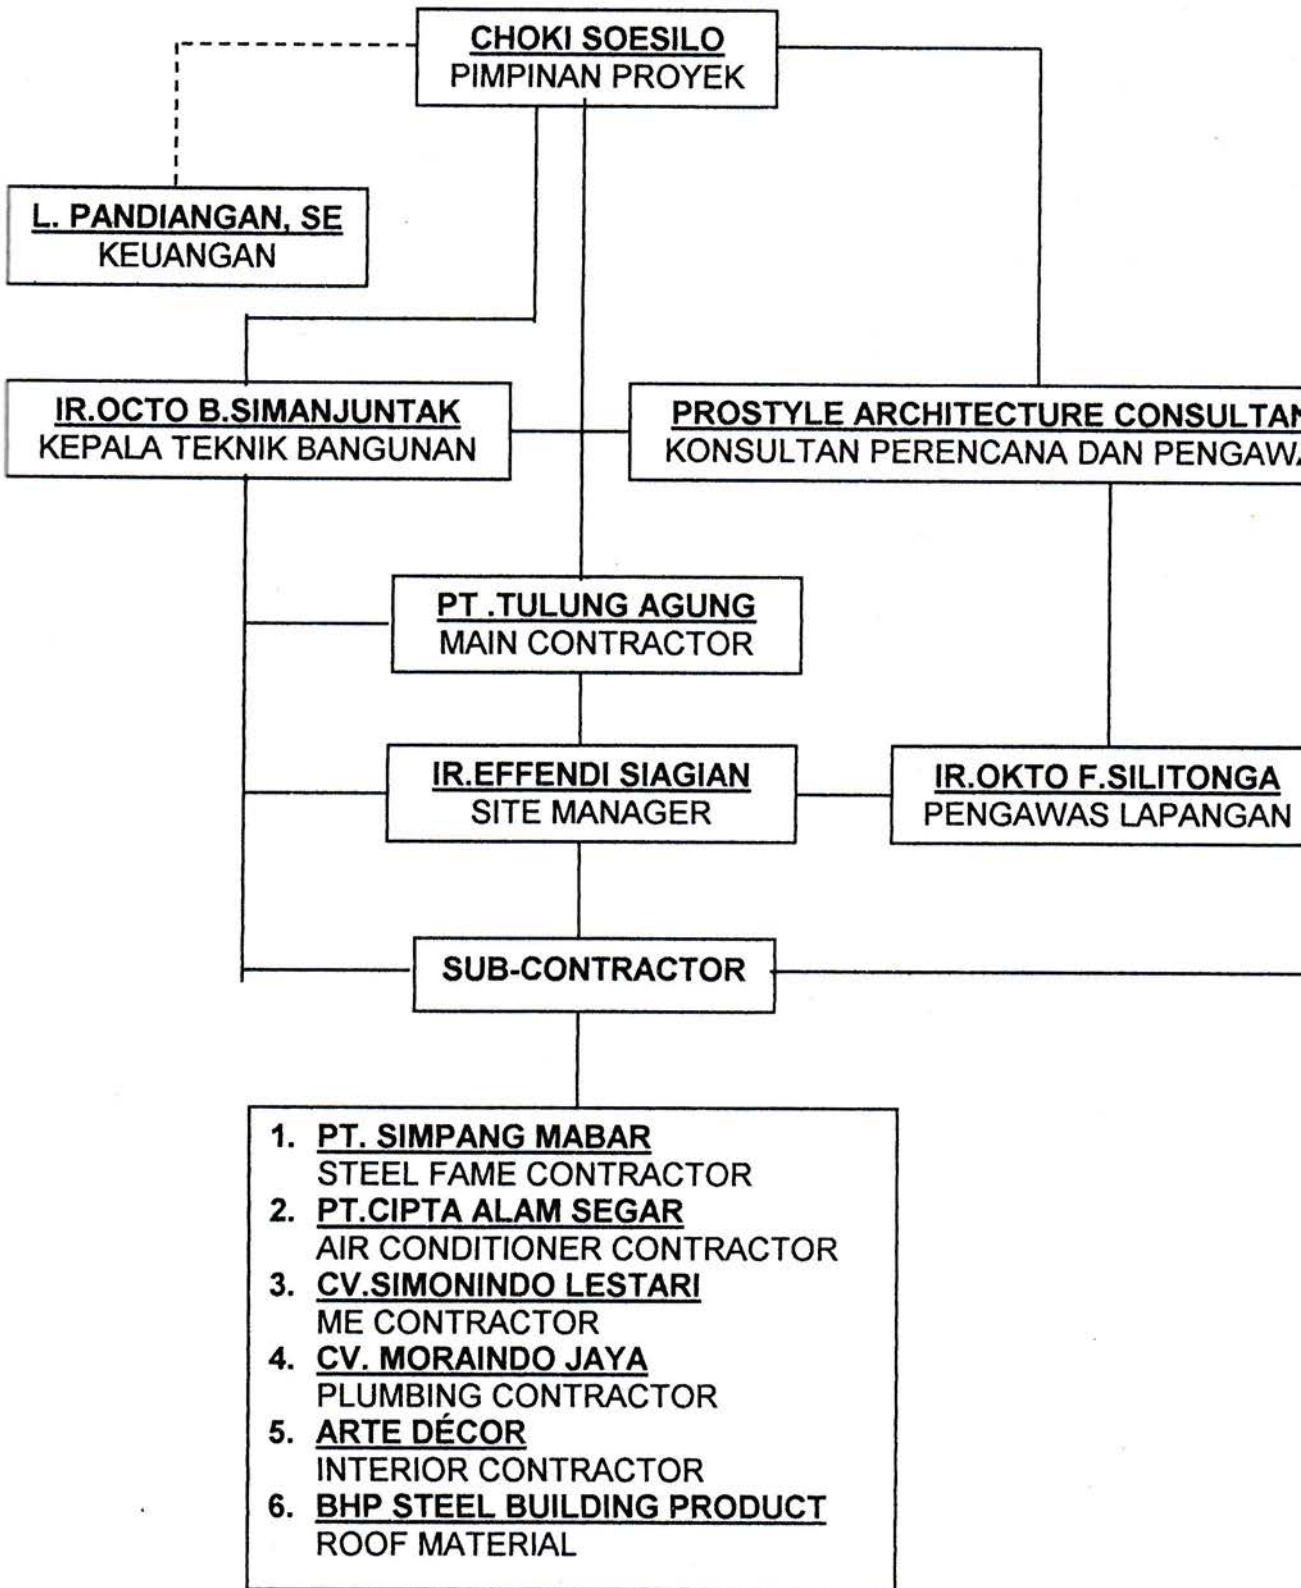 CHOKI SOESILO
PIMPINAN PROYEK
L. PANDIANGAN, SE
KEUANGAN
IR.OCTO B.SIMANJUNTAK
KEPALA TEKNIK BANGUNAN
PROSTYLE ARCHITECTURE CONSULTAN
KONSULTAN PERENCANA DAN PENGAWA
PT .TULUNG AGUNG
MAIN CONTRACTOR
IR.EFFENDI SIAGIAN
SITE MANAGER
IR.OKTO F.SILITONGA
PENGAWAS LAPANGAN
SUB-CONTRACTOR
1. PT. SIMPANG MABAR
STEEL FAME CONTRACTOR
2. PT.CIPTA ALAM SEGAR
AIR CONDITIONER CONTRACTOR
3. CV.SIMONINDO LESTARI
ME CONTRACTOR
4. CV. MORAINDO JAYA
PLUMBING CONTRACTOR
5. ARTE DÉCOR
INTERIOR CONTRACTOR
6. BHP STEEL BUILDING PRODUCT
ROOF MATERIAL